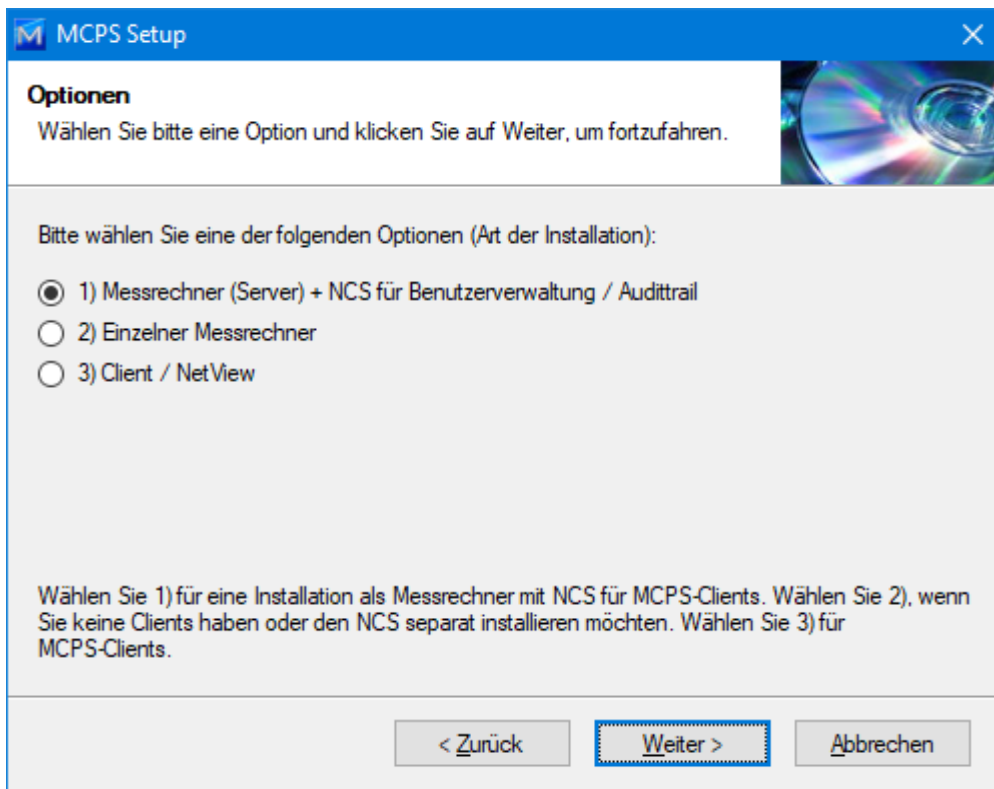 MCPS Setup
Optionen
Wählen Sie bitte eine Option und klicken Sie auf Weiter, um fortzufahren.
Bitte wählen Sie eine der folgenden Optionen (Art der Installation):
1) Messrechner (Server) + NCS für Benutzerverwaltung / Audittrail
2) Einzelner Messrechner
3) Client / NetView
Wählen Sie 1) für eine Installation als Messrechner mit NCS für MCPS-Clients. Wählen Sie 2), wenn
Sie keine Clients haben oder den NCS separat installieren möchten. Wählen Sie 3) für
MCPS-Clients.
< Zurück
Weiter >
Abbrechen